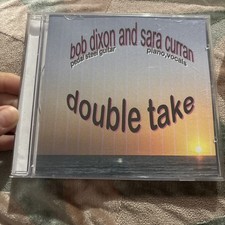 bob dixon and sara curran
pedal steel guitar piano,vocals
double take